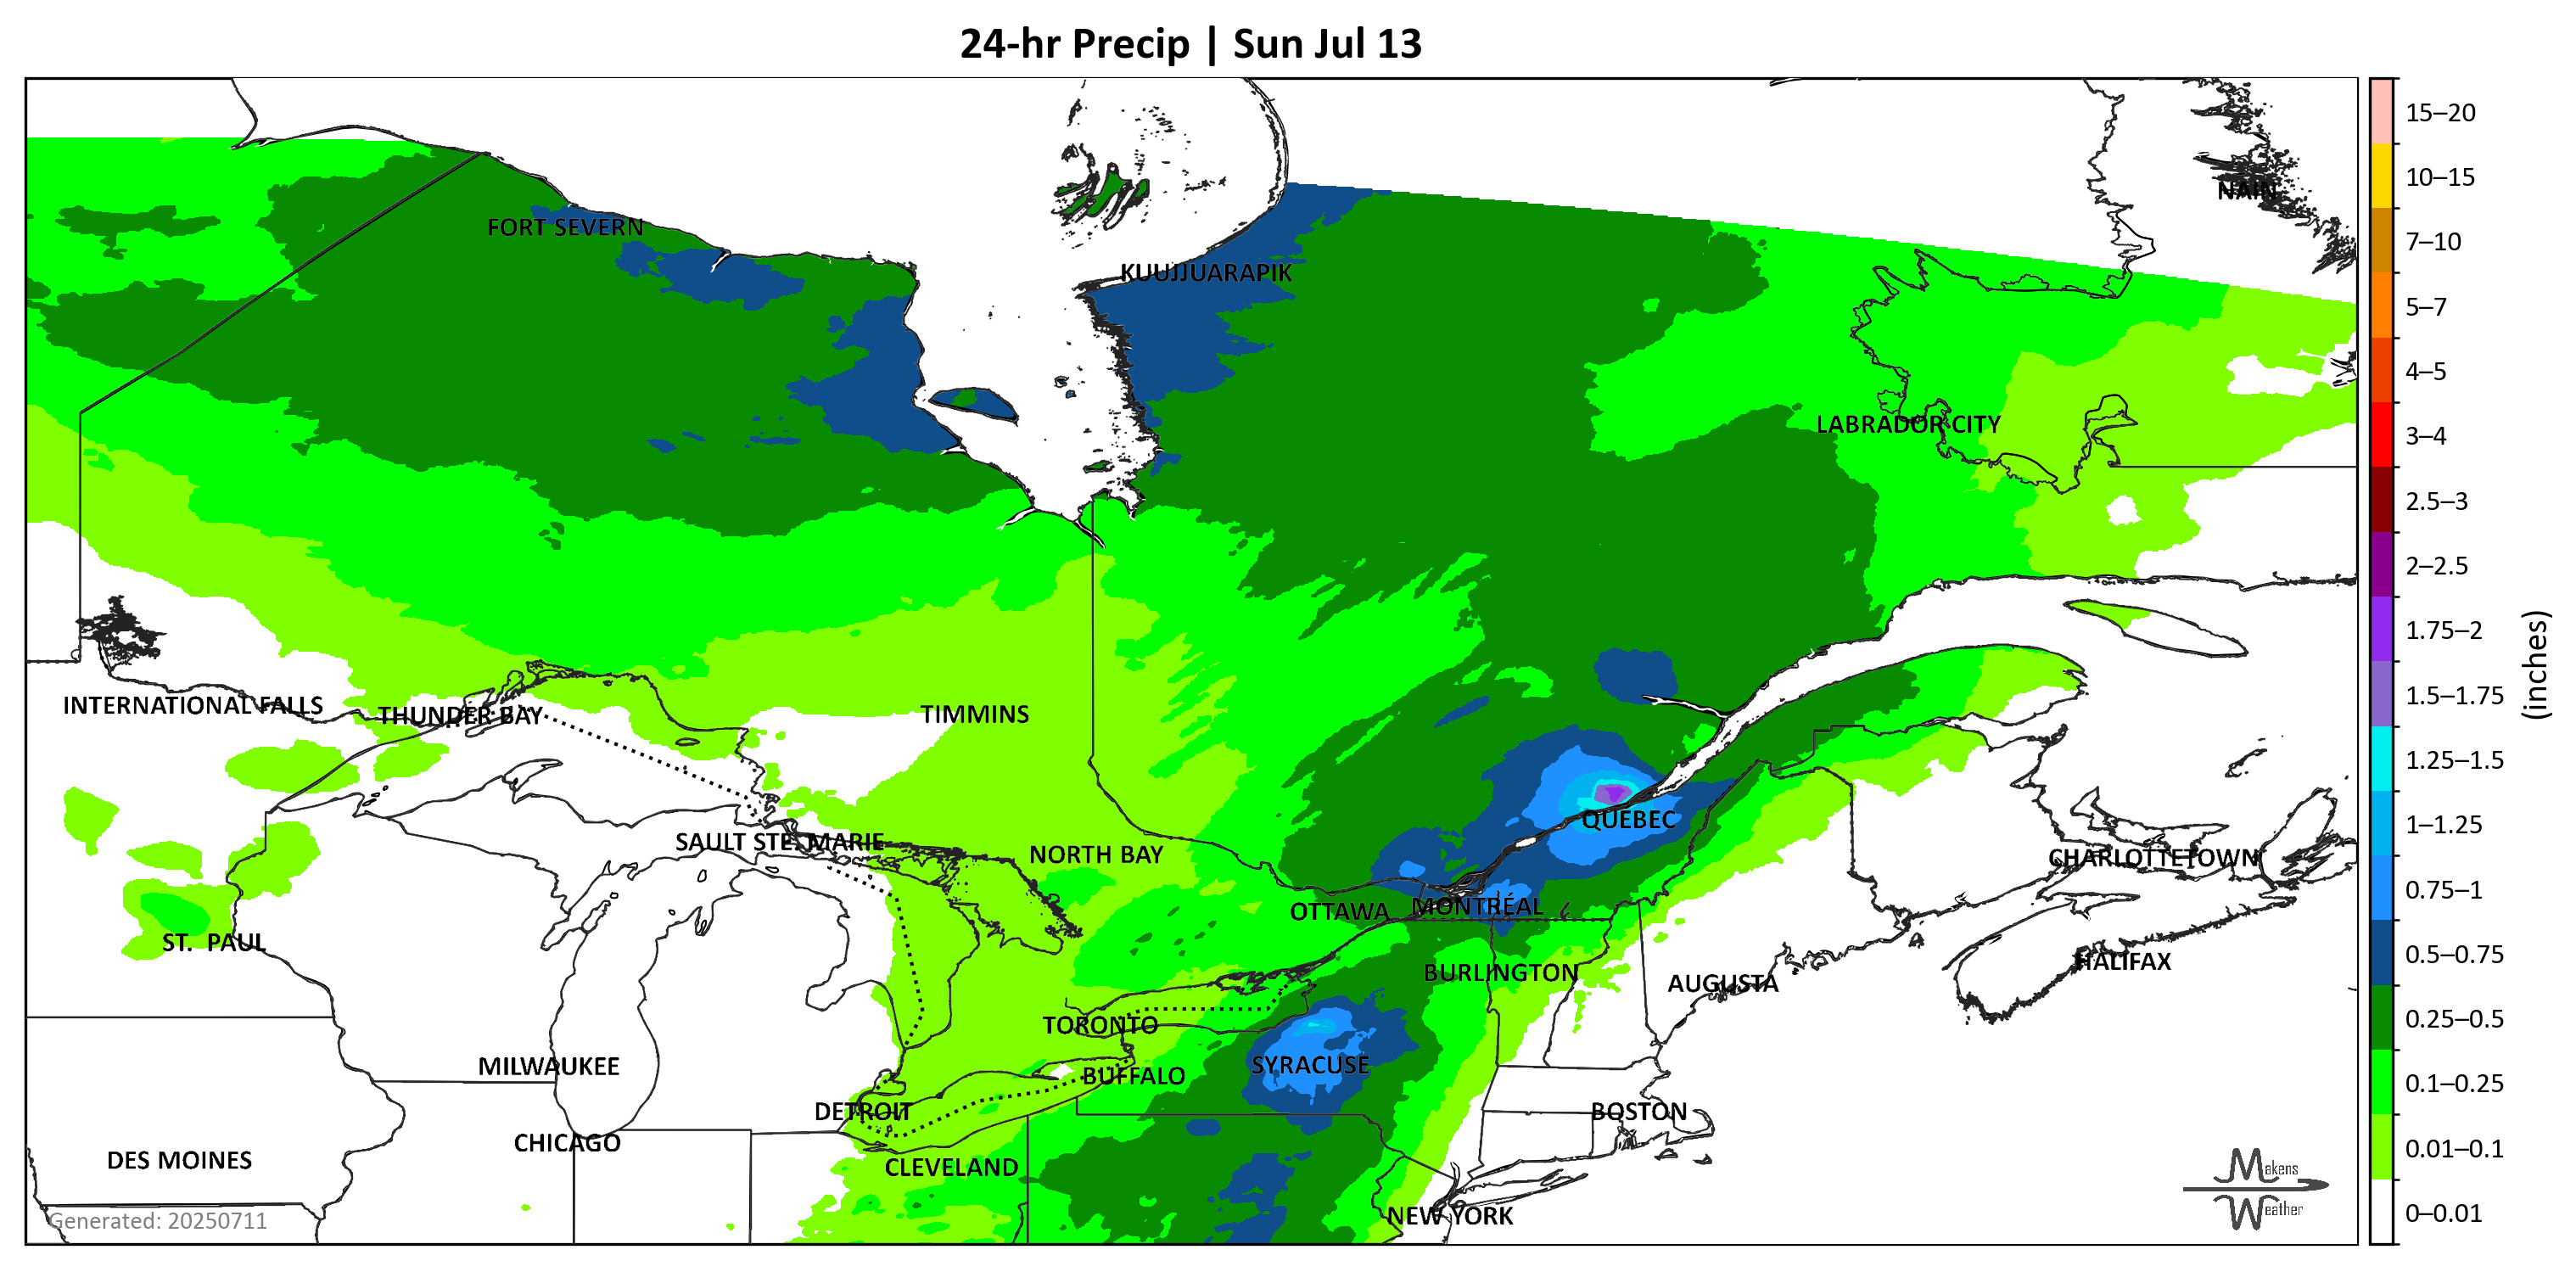 24-hr Precip | Sun Jul 13
NAIN
FORT SEVERN
KUUJJUARAPIK
LABRADOR CITY
INTERNATIONAL FALLS
THUNDER BAY
TIMMINS
QUEBEC
SAULT STE. MARIE
NORTH BAY
CHARLOTTETOWN
OTTAWA
MONTRÉAL
ST. PAUL
HALIFAX
BURLINGTON
AUGUSTA
TORONTO
MILWAUKEE
SYRACUSE
BUFFALO
DETROIT
BOSTON
CHICAGO
DES MOINES
CLEVELAND
NEW YORK
Generated: 20250711
Makens
Weather
15–20
10–15
7–10
5–7
4–5
3–4
2.5–3
2–2.5
1.75–2
1.5–1.75
1.25–1.5
1–1.25
0.75–1
0.5–0.75
0.25–0.5
0.1–0.25
0.01–0.1
0–0.01
(inches)